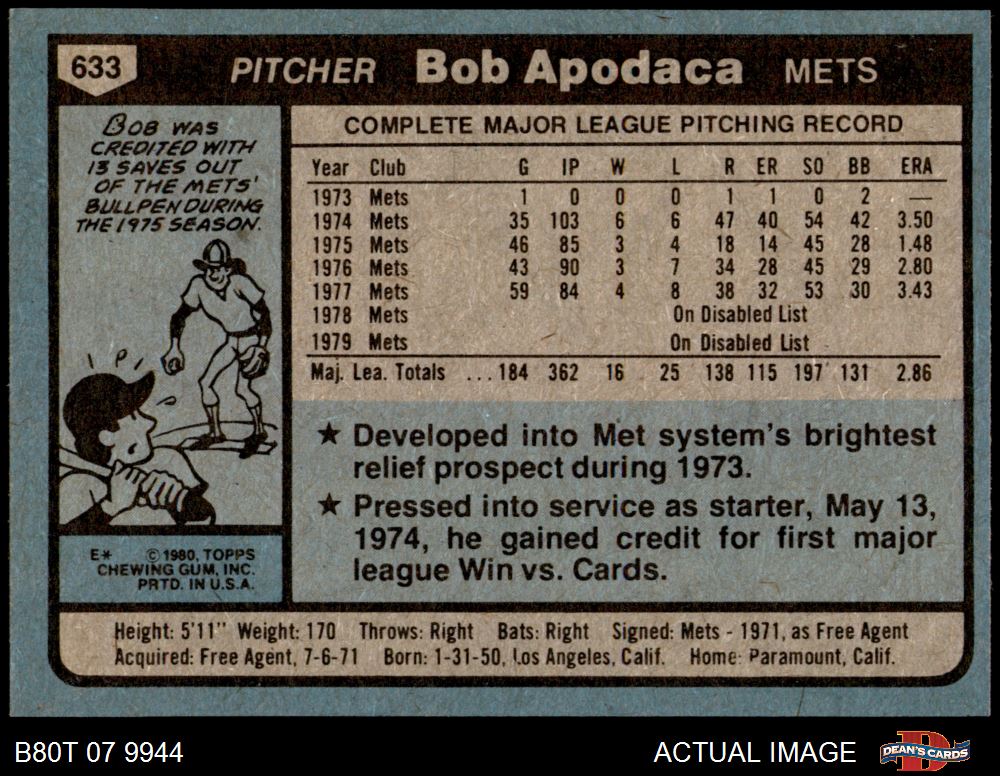 633 PITCHER Bob Apodaca METS
BOB WAS
CREDITED WITH
13 SAVES OUT
OF THE METS'
BULLPEN DURING
THE 1975 SEASON.
COMPLETE MAJOR LEAGUE PITCHING RECORD
Year Club G IP W L R ER SO BB ERA
1973 Mets 1 0 0 0 1 1 0 2 —
1974 Mets 35 103 6 6 47 40 54 42 3.50
1975 Mets 46 85 3 4 18 14 45 28 1.48
1976 Mets 43 90 3 7 34 28 45 29 2.80
1977 Mets 59 84 4 8 38 32 53 30 3.43
1978 Mets On Disabled List
1979 Mets On Disabled List
Maj. Lea. Totals ... 184 362 16 25 138 115 197 131 2.86
★ Developed into Met system's brightest
relief prospect during 1973.
★ Pressed into service as starter, May 13,
1974, he gained credit for first major
league Win vs. Cards.
E* ©1980, TOPPS
CHEWING GUM, INC.
PRTD. IN U.S.A.
Height: 5'11" Weight: 170 Throws: Right Bats: Right Signed: Mets - 1971, as Free Agent
Acquired: Free Agent, 7-6-71 Born: 1-31-50, Los Angeles, Calif. Home: Paramount, Calif.
B80T 07 9944 ACTUAL IMAGE DEAN'S CARDS